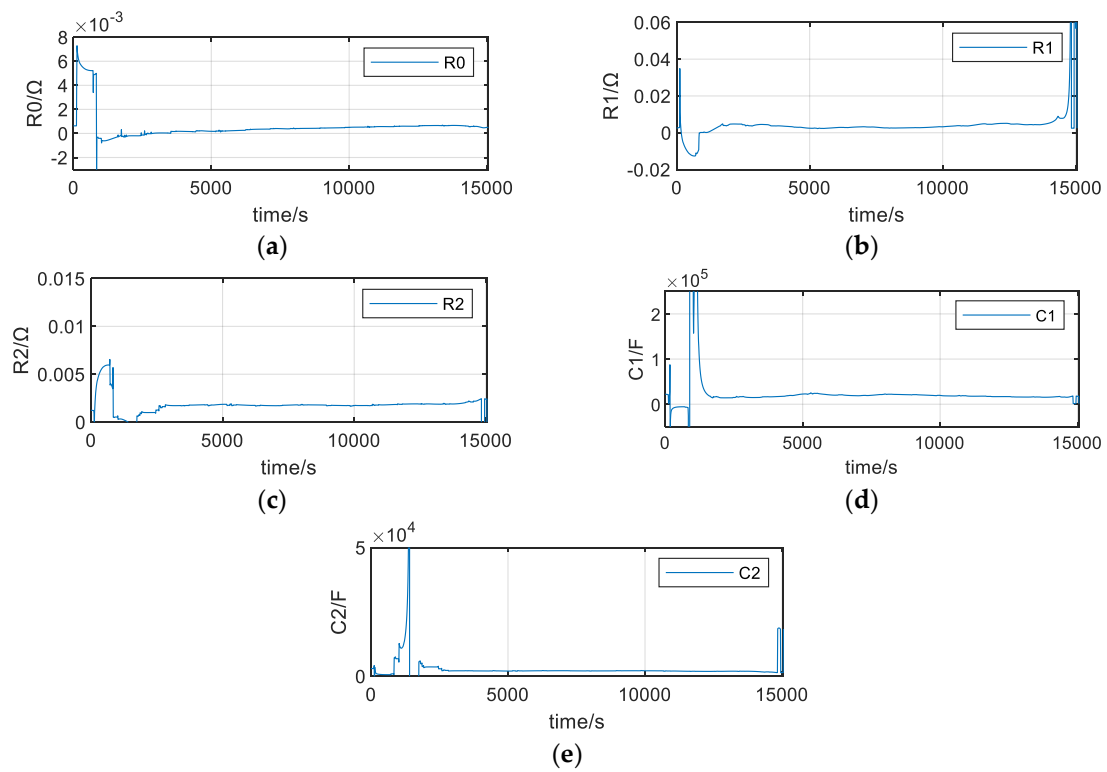 ×10⁻³
8
6
4
2
0
-2
R0/Ω
R0
0 5000 10000 15000
time/s
(a)
0.06
0.04
0.02
0
-0.02
R1/Ω
R1
0 5000 10000 15000
time/s
(b)
0.015
0.01
0.005
0
R2/Ω
R2
0 5000 10000 15000
time/s
(c)
×10⁵
2
1
0
C1/F
C1
0 5000 10000 15000
time/s
(d)
×10⁴
5
0
C2/F
C2
0 5000 10000 15000
time/s
(e)